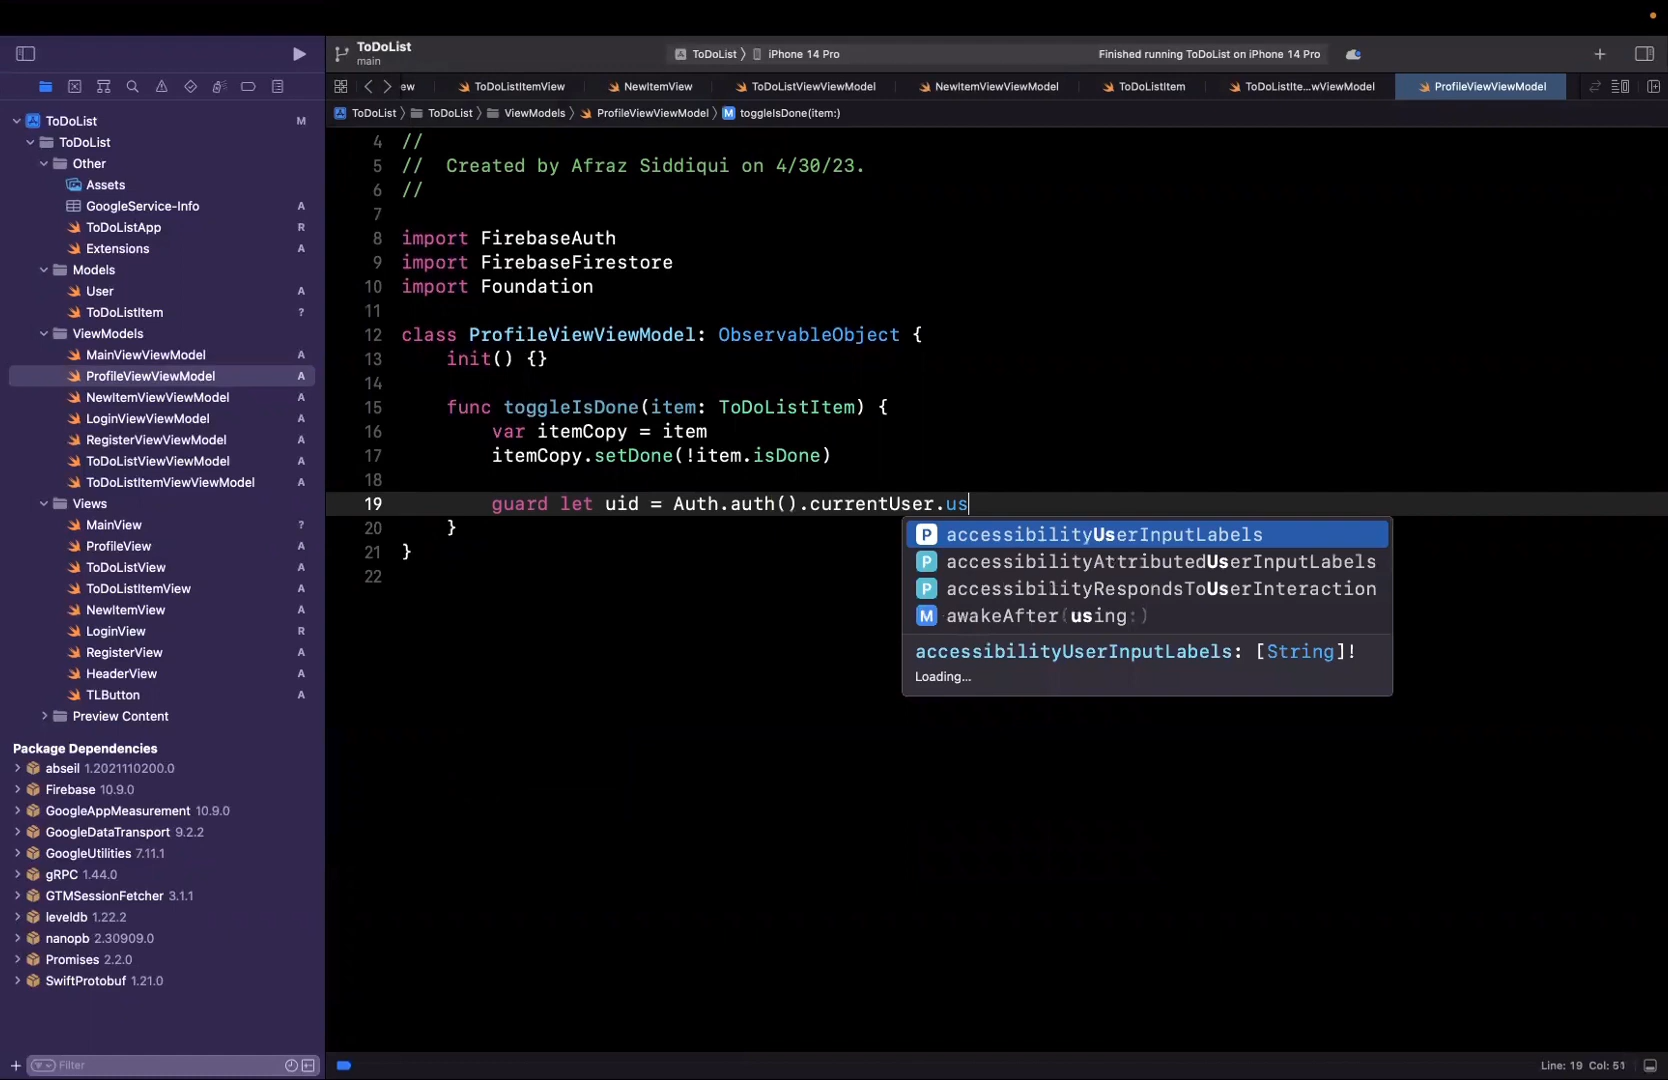 ToDoList
main
ToDoList 〉 iPhone 14 Pro
Finished running ToDoList on iPhone 14 Pro
ew
ToDoListItemView
NewItemView
ToDoListViewModel
NewItemViewModel
ToDoListItem
ToDoListIte...wViewModel
ProfileViewViewModel
ToDoList 〉 ToDoList 〉 ViewModels 〉 ProfileViewViewModel 〉 M toggleIsDone(item:)
ToDoList M
ToDoList
Other
Assets
GoogleService-Info A
ToDoListApp R
Extensions A
Models
User A
ToDoListItem ?
ViewModels
MainViewViewModel A
ProfileViewViewModel A
NewItemViewViewModel A
LoginViewViewModel A
RegisterViewViewModel A
ToDoListViewViewModel A
ToDoListItemViewViewModel A
Views
MainView ?
ProfileView A
ToDoListView A
ToDoListItemView A
NewItemView A
LoginView R
RegisterView A
HeaderView A
TLButton A
Preview Content
Package Dependencies
abseil 1.2021110200.0
Firebase 10.9.0
GoogleAppMeasurement 10.9.0
GoogleDataTransport 9.2.2
GoogleUtilities 7.11.1
gRPC 1.44.0
GTMSessionFetcher 3.1.1
leveldb 1.22.2
nanopb 2.30909.0
Promises 2.2.0
SwiftProtobuf 1.21.0
Filter
4 //
5 // Created by Afraz Siddiqui on 4/30/23.
6 //
7
8 import FirebaseAuth
9 import FirebaseFirestore
10 import Foundation
11
12 class ProfileViewViewModel: ObservableObject {
13 init() {}
14
15 func toggleIsDone(item: ToDoListItem) {
16 var itemCopy = item
17 itemCopy.setDone(!item.isDone)
18
19 guard let uid = Auth.auth().currentUser.us
20 }
21 }
22
P accessibilityUserInputLabels
P accessibilityAttributedUserInputLabels
P accessibilityRespondsToUserInteraction
M awakeAfter(using:)
accessibilityUserInputLabels: [String]!
Loading...
Line: 19 Col: 51